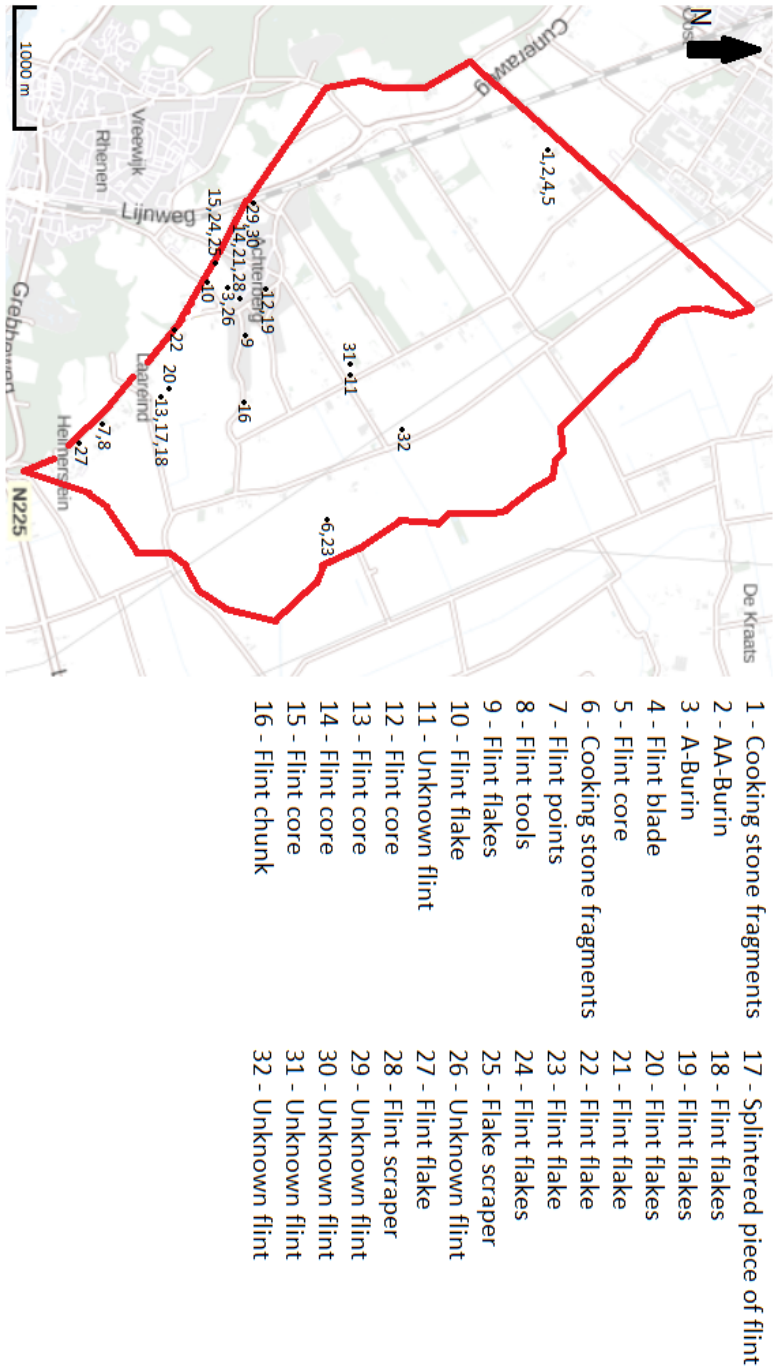 N
Oost
Cuneraweg
De Kraats
1,2,4,5
1000 m
Vreewijk
Rhenen
Lijnweg
Achterberg
29,30
14,21,28
15,24,25
12,19
3,26
10
9
31
11
16
32
22
20
13,17,18
Laareind
7,8
27
Heimerstein
6,23
Grebbeweg
N225
1 - Cooking stone fragments
2 - AA-Burin
3 - A-Burin
4 - Flint blade
5 - Flint core
6 - Cooking stone fragments
7 - Flint points
8 - Flint tools
9 - Flint flakes
10 - Flint flake
11 - Unknown flint
12 - Flint core
13 - Flint core
14 - Flint core
15 - Flint core
16 - Flint chunk
17 - Splintered piece of flint
18 - Flint flakes
19 - Flint flakes
20 - Flint flakes
21 - Flint flake
22 - Flint flake
23 - Flint flake
24 - Flint flakes
25 - Flake scraper
26 - Unknown flint
27 - Flint flake
28 - Flint scraper
29 - Unknown flint
30 - Unknown flint
31 - Unknown flint
32 - Unknown flint